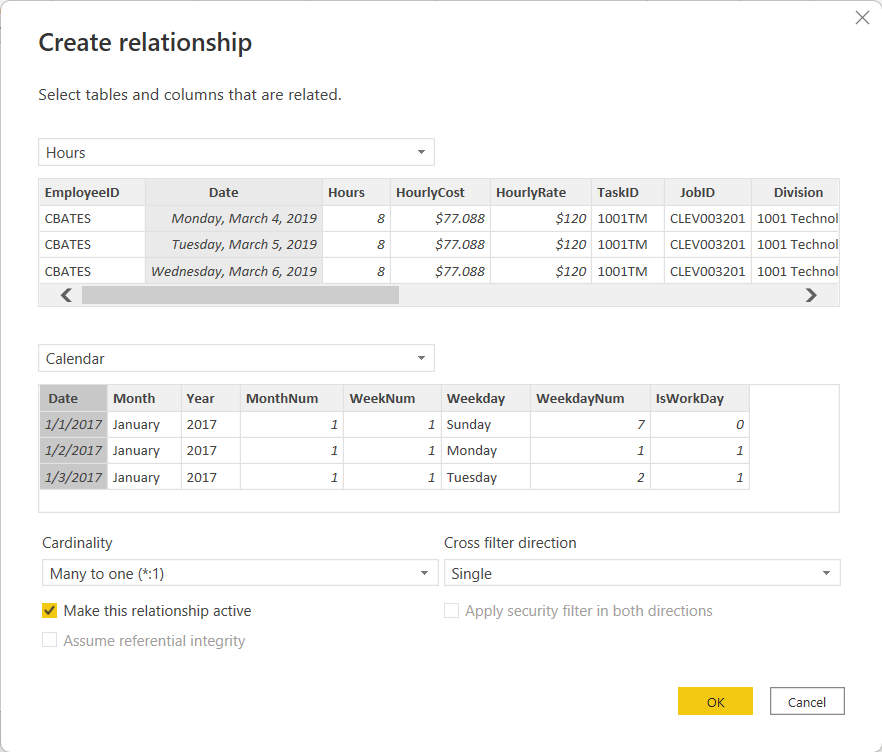 Create relationship
Select tables and columns that are related.
Hours
EmployeeID Date Hours HourlyCost HourlyRate TaskID JobID Division
CBATES Monday, March 4, 2019 8 $77.088 $120 1001TM CLEV003201 1001 Technol
CBATES Tuesday, March 5, 2019 8 $77.088 $120 1001TM CLEV003201 1001 Technol
CBATES Wednesday, March 6, 2019 8 $77.088 $120 1001TM CLEV003201 1001 Technol
Calendar
Date Month Year MonthNum WeekNum Weekday WeekdayNum IsWorkDay
1/1/2017 January 2017 1 1 Sunday 7 0
1/2/2017 January 2017 1 1 Monday 1 1
1/3/2017 January 2017 1 1 Tuesday 2 1
Cardinality Cross filter direction
Many to one (*:1) Single
Make this relationship active Apply security filter in both directions
Assume referential integrity
OK Cancel